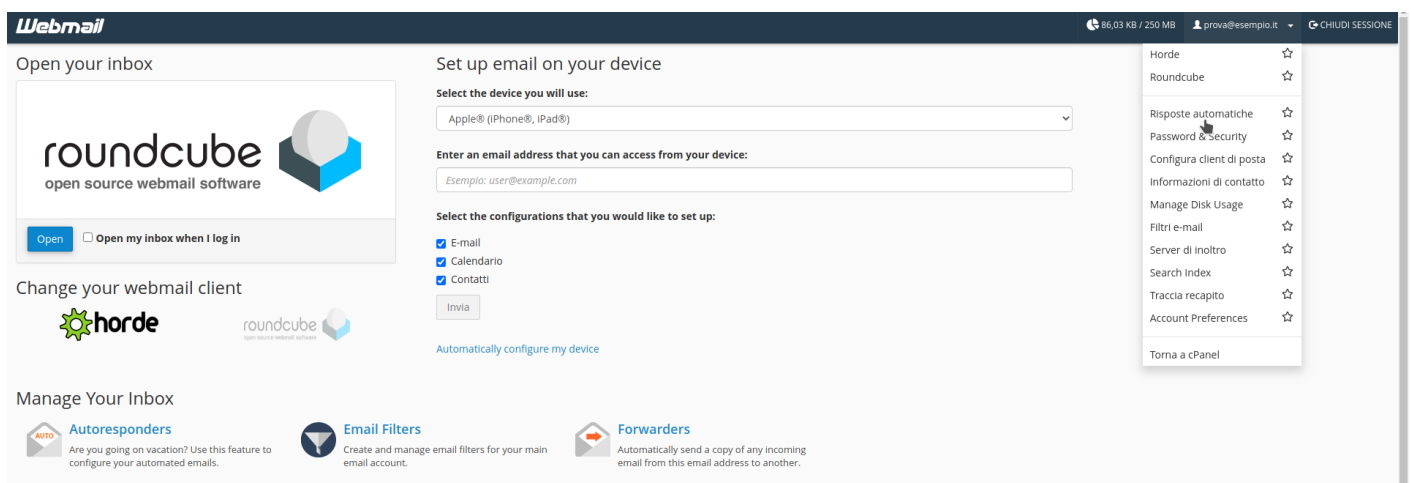 Webmail
86,03 KB / 250 MB prova@esempio.it CHIUDI SESSIONE
Open your inbox
roundcube
open source webmail software
Open Open my inbox when I log in
Change your webmail client
horde
roundcube
open source webmail software
Set up email on your device
Select the device you will use:
Apple® (iPhone®, iPad®)
Enter an email address that you can access from your device:
Esempio: user@example.com
Select the configurations that you would like to set up:
E-mail
Calendario
Contatti
Invia
Automatically configure my device
Horde
Roundcube
Risposte automatiche
Password & Security
Configura client di posta
Informazioni di contatto
Manage Disk Usage
Filtri e-mail
Server di inoltro
Search Index
Traccia recapito
Account Preferences
Torna a cPanel
Manage Your Inbox
AUTO
Autoresponders
Are you going on vacation? Use this feature to
configure your automated emails.
Email Filters
Create and manage email filters for your main
email account.
Forwarders
Automatically send a copy of any incoming
email from this email address to another.